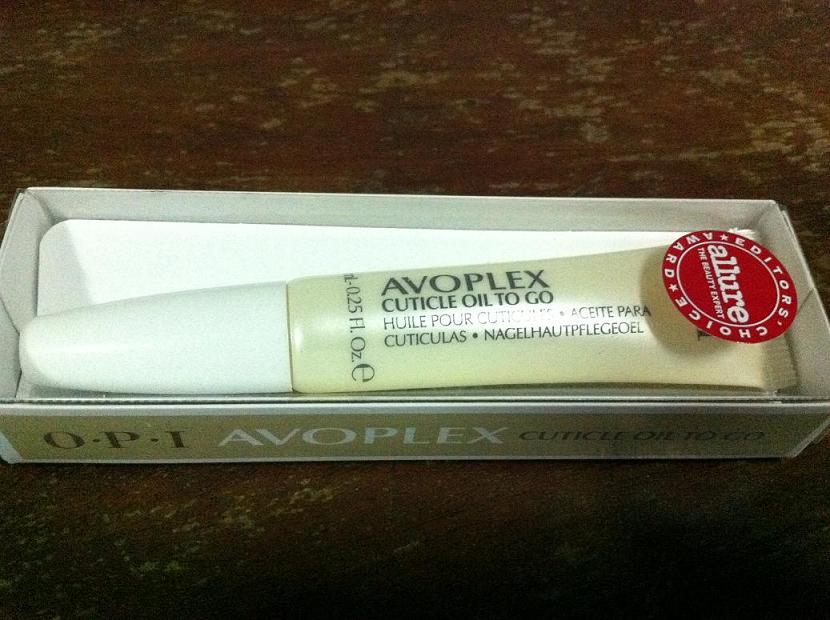 AVOPLEX
CUTICLE OIL TO GO
HUILE POUR CUTICULES • ACEITE PARA
CUTICULAS • NAGELHAUTPFLEGEOEL
0.25 Fl. Oz. ℮
EDITORS' CHOICE ★ AWARD ★
allure
THE BEAUTY EXPERT
O·P·I AVOPLEX CUTICLE OIL TO GO